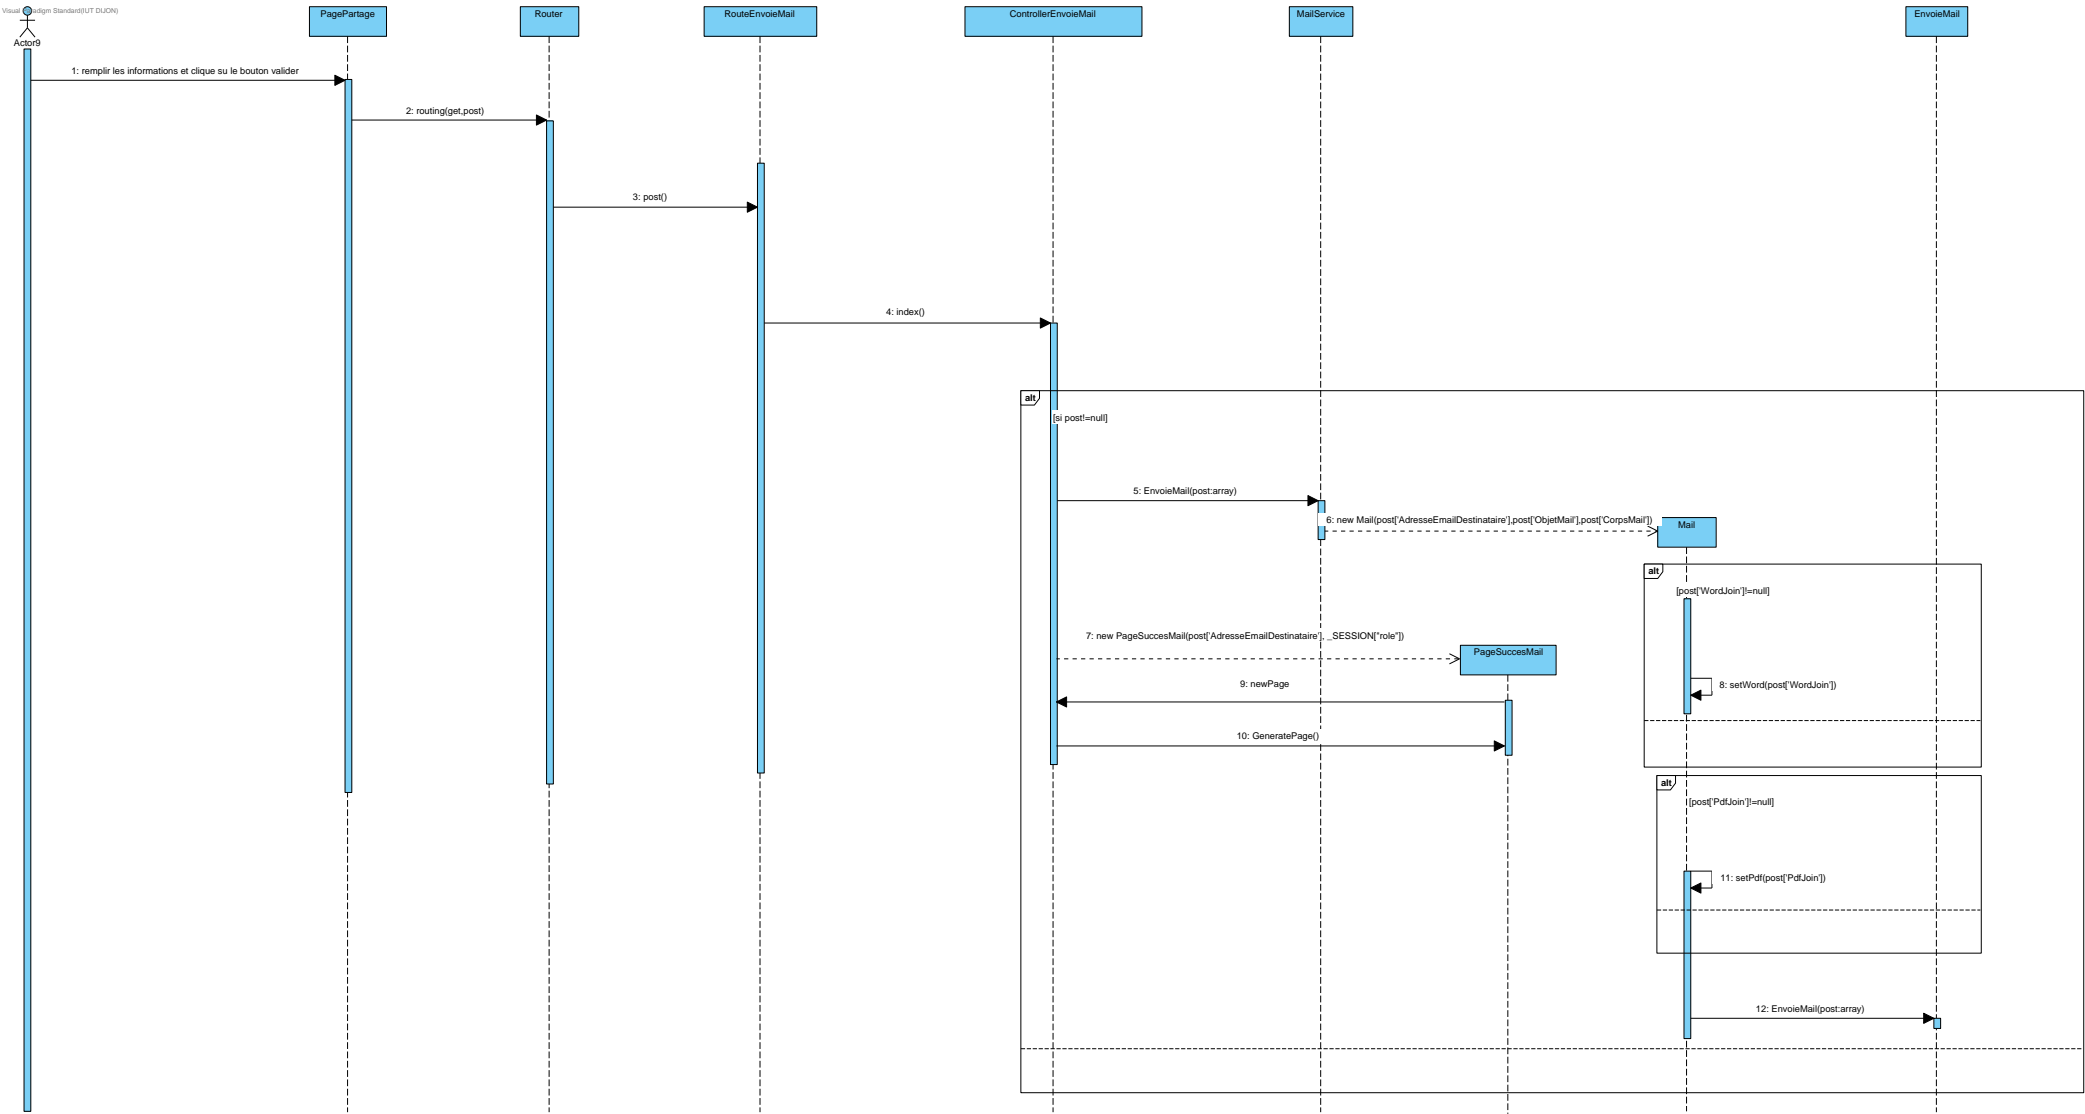 Visual Paradigm Standard(IUT DIJON)
Actor9
PagePartage
Router
RouteEnvoieMail
ControllerEnvoieMail
MailService
EnvoieMail
1: remplir les informations et clique su le bouton valider
2: routing(get,post)
3: post()
4: index()
alt
[si post!=null]
5: EnvoieMail(post:array)
6: new Mail(post['AdresseEmailDestinataire'],post['ObjetMail'],post['CorpsMail'])
Mail
alt
[post['WordJoin']!=null]
7: new PageSuccesMail(post['AdresseEmailDestinataire'], _SESSION["role"])
PageSuccesMail
8: setWord(post['WordJoin'])
9: newPage
10: GeneratePage()
alt
[post['PdfJoin']!=null]
11: setPdf(post['PdfJoin'])
12: EnvoieMail(post:array)